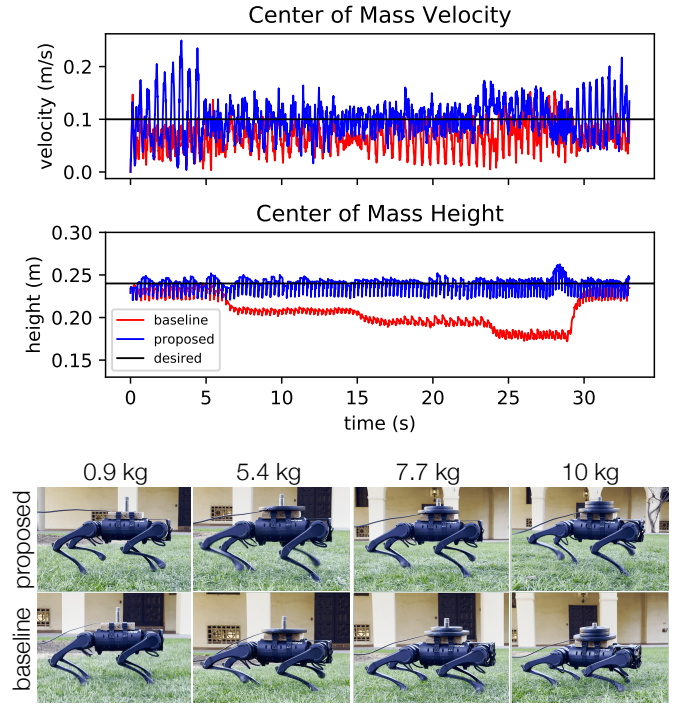 Center of Mass Velocity
velocity (m/s)
0.2
0.1
0.0
Center of Mass Height
height (m)
0.30
0.25
0.20
0.15
baseline
proposed
desired
0 5 10 15 20 25 30
time (s)
0.9 kg 5.4 kg 7.7 kg 10 kg
proposed
baseline